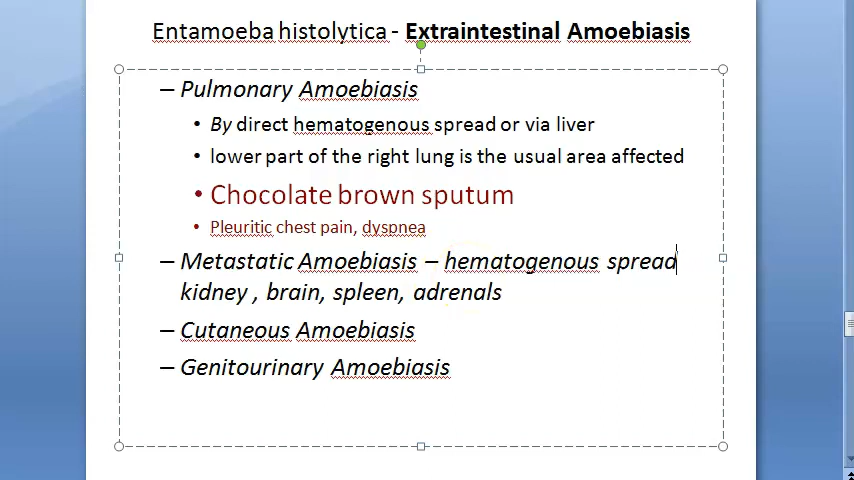 Entamoeba histolytica - Extraintestinal Amoebiasis
– Pulmonary Amoebiasis
• By direct hematogenous spread or via liver
• lower part of the right lung is the usual area affected
• Chocolate brown sputum
• Pleuritic chest pain, dyspnea
– Metastatic Amoebiasis – hematogenous spread
kidney , brain, spleen, adrenals
– Cutaneous Amoebiasis
– Genitourinary Amoebiasis